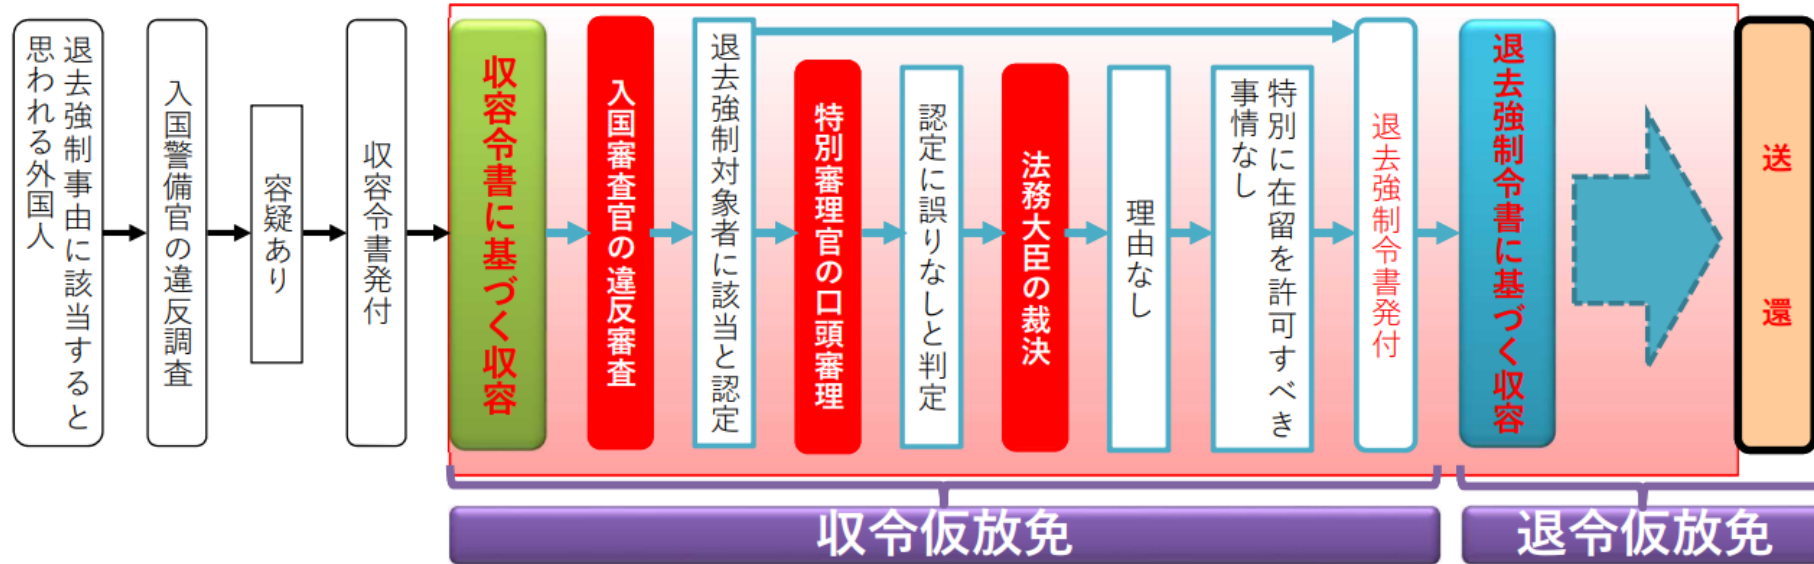 退去強制事由に該当すると
思われる外国人
入国警備官の違反調査
容疑あり
収容令書発付
収容令書に基づく収容
入国審査官の違反審査
退去強制対象者に該当と認定
特別審理官の口頭審理
認定に誤りなしと判定
法務大臣の裁決
理由なし
特別に在留を許可すべき
事情なし
退去強制令書発付
退去強制令書に基づく収容
送還
収令仮放免
退令仮放免